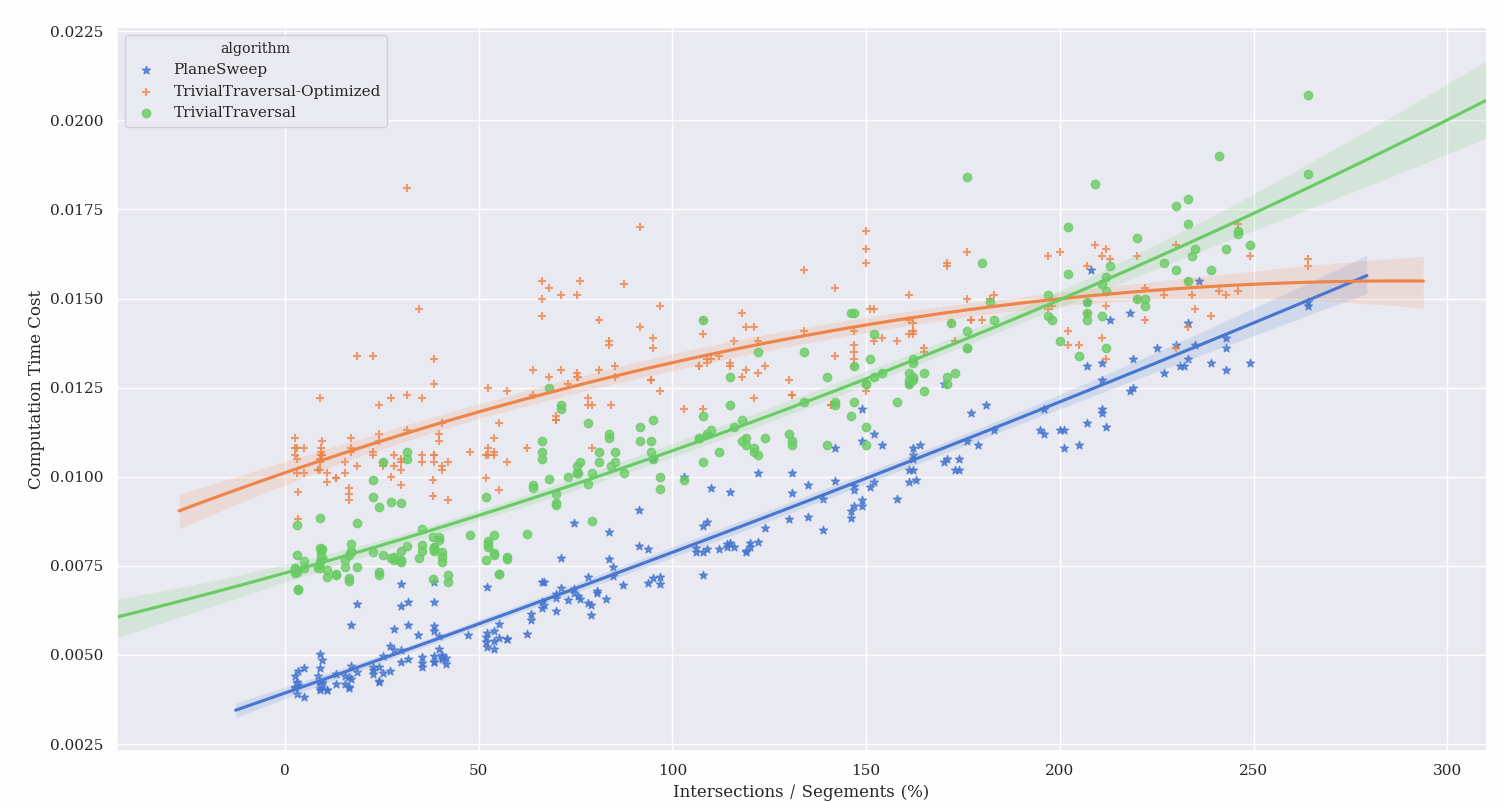 0.0225
0.0200
0.0175
0.0150
0.0125
0.0100
0.0075
0.0050
0.0025
Computation Time Cost
algorithm
PlaneSweep
TrivialTraversal-Optimized
TrivialTraversal
0 50 100 150 200 250 300
Intersections / Segements (%)